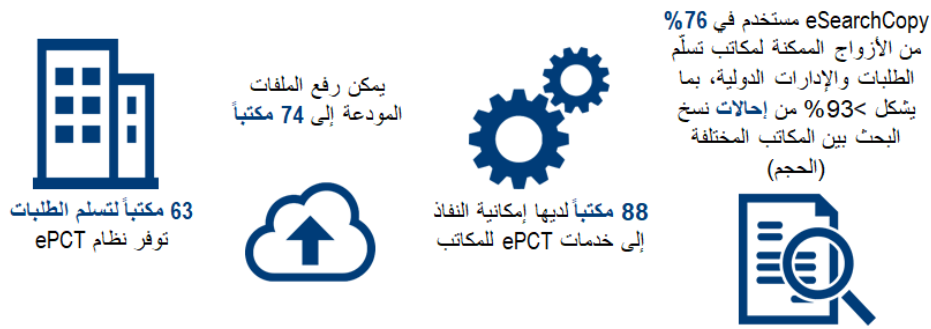 eSearchCopy مستخدم في 76%
من الأزواج الممكنة لمكاتب تسلّم
الطلبات والإدارات الدولية، بما
يشكل >93% من إحالات نسخ
البحث بين المكاتب المختلفة
(الحجم)
88 مكتباً لديها إمكانية النفاذ
إلى خدمات ePCT للمكاتب
يمكن رفع الملفات
المودعة إلى 74 مكتباً
63 مكتباً لتسلم الطلبات
توفر نظام ePCT